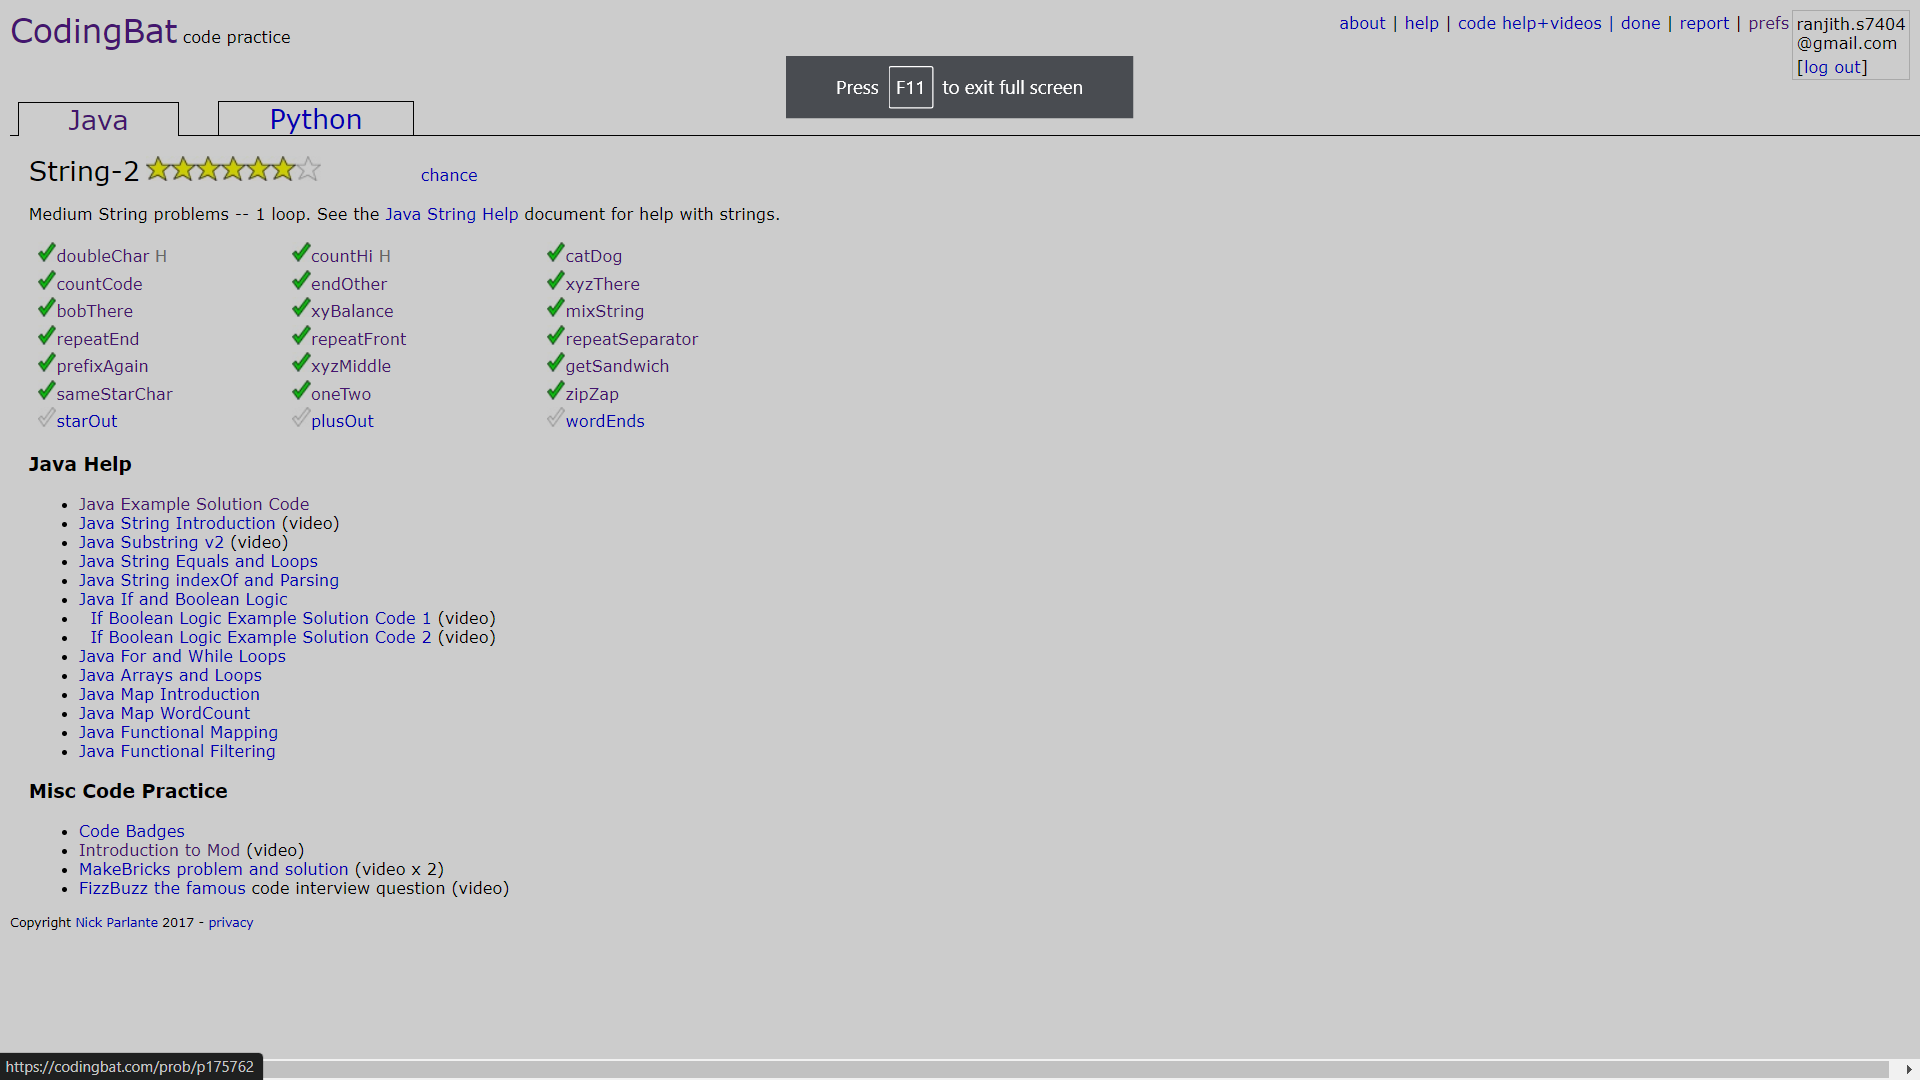 CodingBat code practice
about | help | code help+videos | done | report | prefs
ranjith.s7404
@gmail.com
[log out]
Press F11 to exit full screen
Java
Python
String-2
chance
Medium String problems -- 1 loop. See the Java String Help document for help with strings.
doubleChar H countHi H catDog
countCode endOther xyzThere
bobThere xyBalance mixString
repeatEnd repeatFront repeatSeparator
prefixAgain xyzMiddle getSandwich
sameStarChar oneTwo zipZap
starOut plusOut wordEnds
Java Help
Java Example Solution Code
Java String Introduction (video)
Java Substring v2 (video)
Java String Equals and Loops
Java String indexOf and Parsing
Java If and Boolean Logic
If Boolean Logic Example Solution Code 1 (video)
If Boolean Logic Example Solution Code 2 (video)
Java For and While Loops
Java Arrays and Loops
Java Map Introduction
Java Map WordCount
Java Functional Mapping
Java Functional Filtering
Misc Code Practice
Code Badges
Introduction to Mod (video)
MakeBricks problem and solution (video x 2)
FizzBuzz the famous code interview question (video)
Copyright Nick Parlante 2017 - privacy
https://codingbat.com/prob/p175762